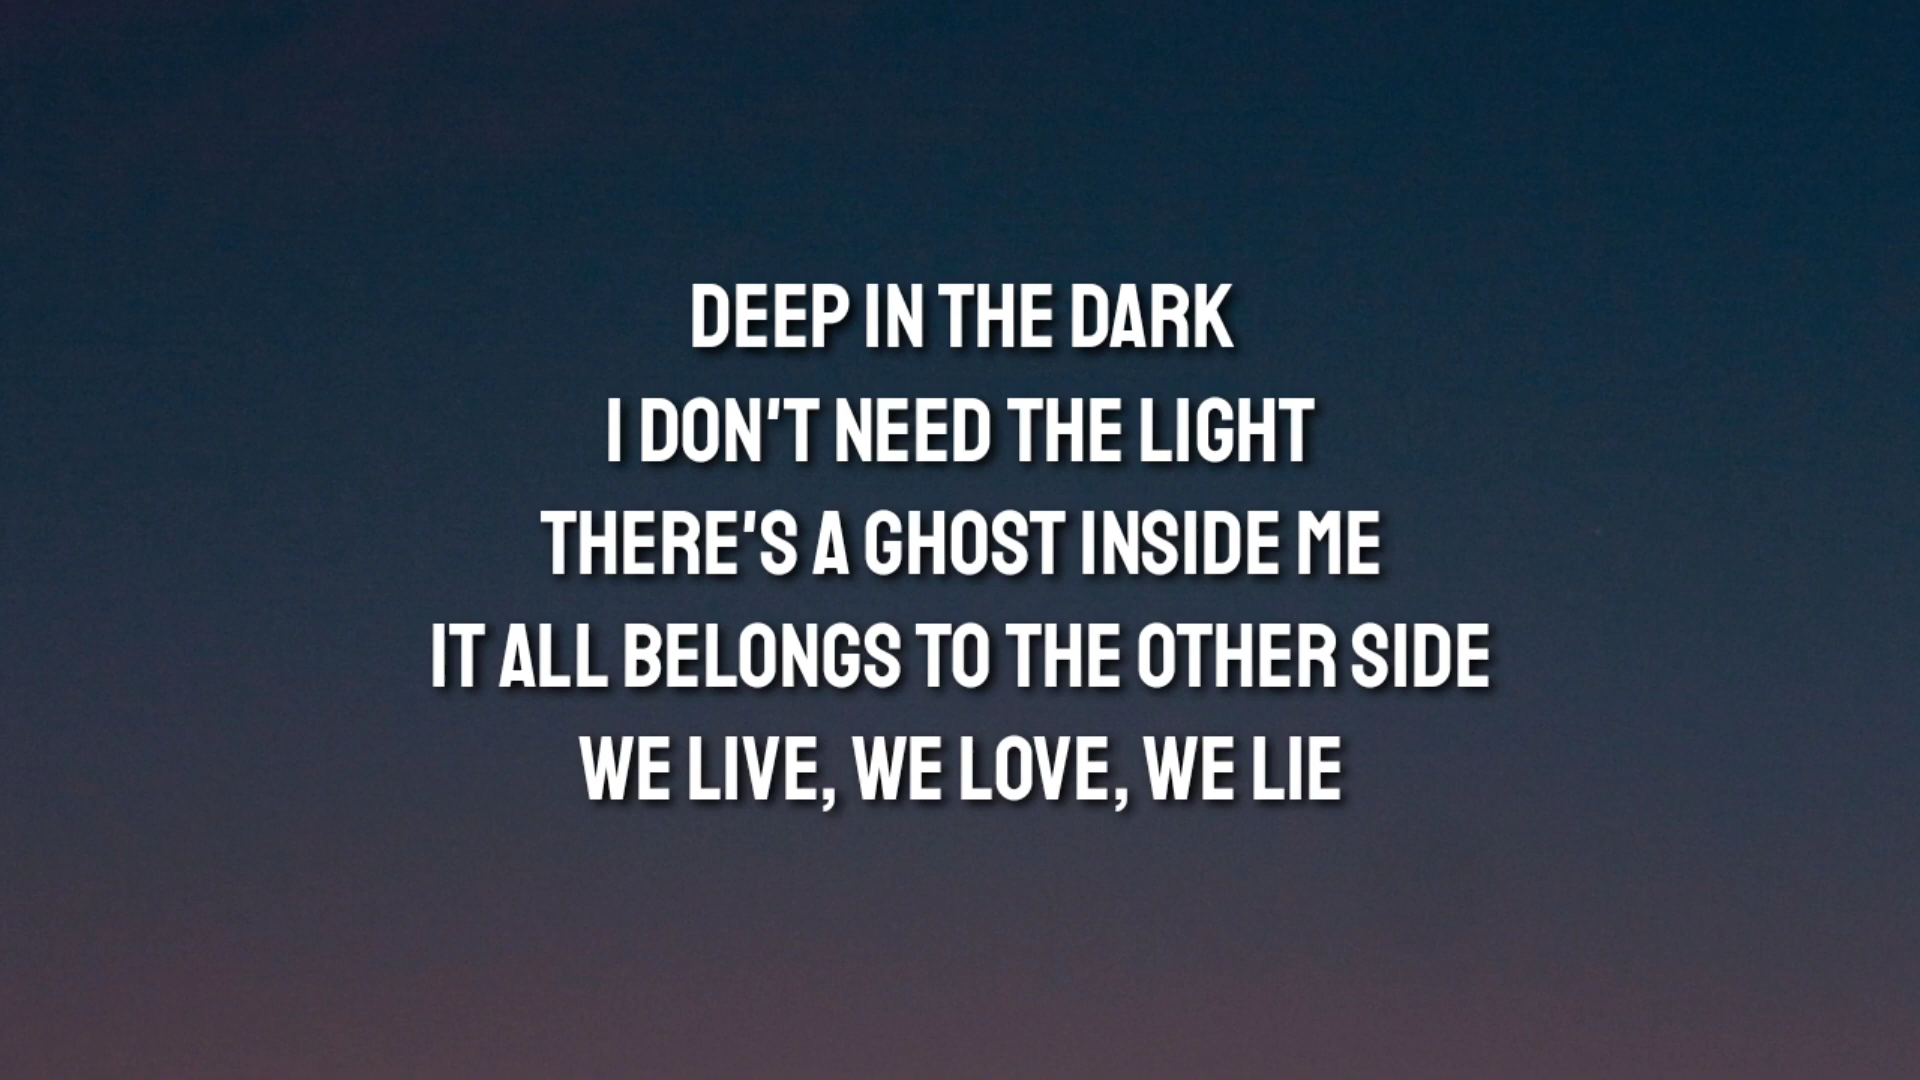 DEEP IN THE DARK
I DON'T NEED THE LIGHT
THERE'S A GHOST INSIDE ME
IT ALL BELONGS TO THE OTHER SIDE
WE LIVE, WE LOVE, WE LIE